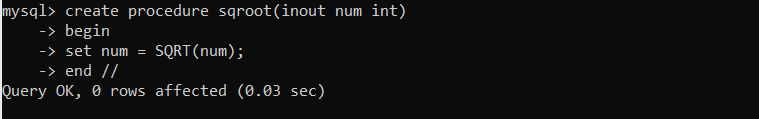 mysql> create procedure sqroot(inout num int)
    -> begin
    -> set num = SQRT(num);
    -> end //
Query OK, 0 rows affected (0.03 sec)